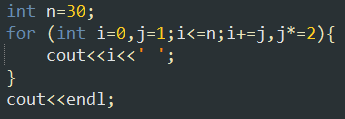 int n=30;
for (int i=0,j=1;i<=n;i+=j,j*=2){
    cout<<i<<' ';
}
cout<<endl;